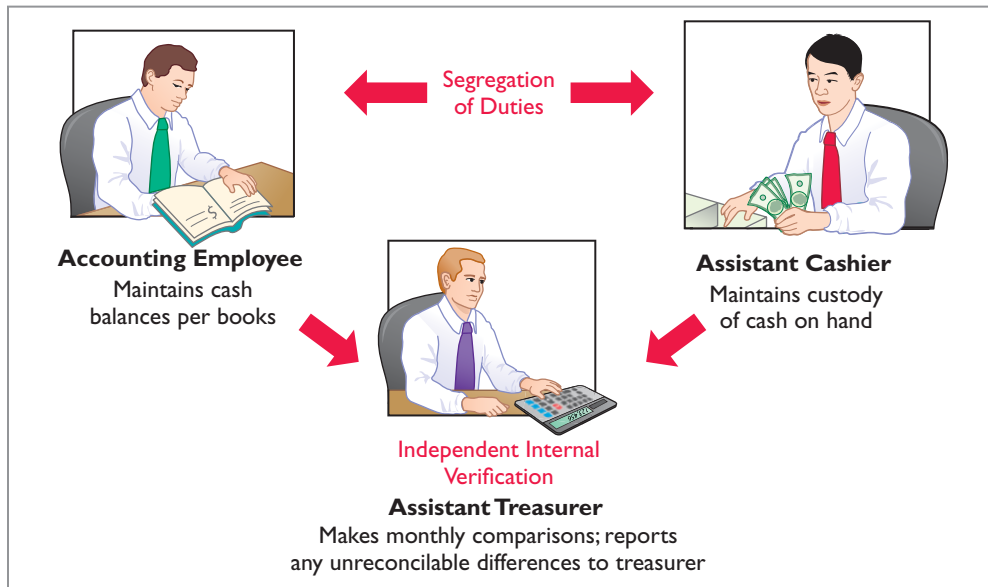 Segregation
of Duties
Accounting Employee
Maintains cash
balances per books
Assistant Cashier
Maintains custody
of cash on hand
$
Independent Internal
Verification
Assistant Treasurer
Makes monthly comparisons; reports
any unreconcilable differences to treasurer